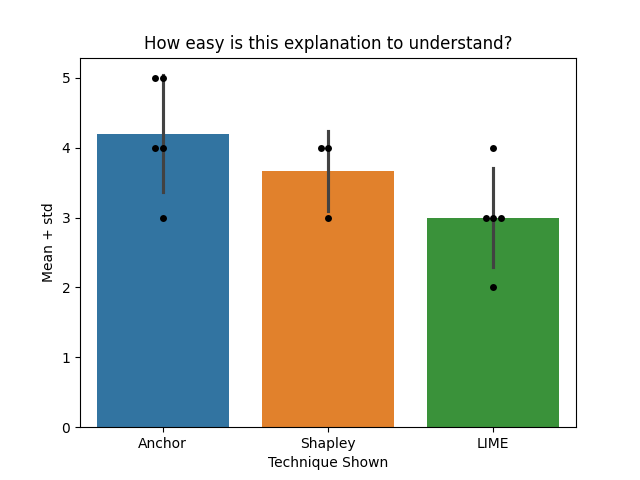 How easy is this explanation to understand?
5
4
3
2
1
0
Mean + std
Anchor
Shapley
LIME
Technique Shown